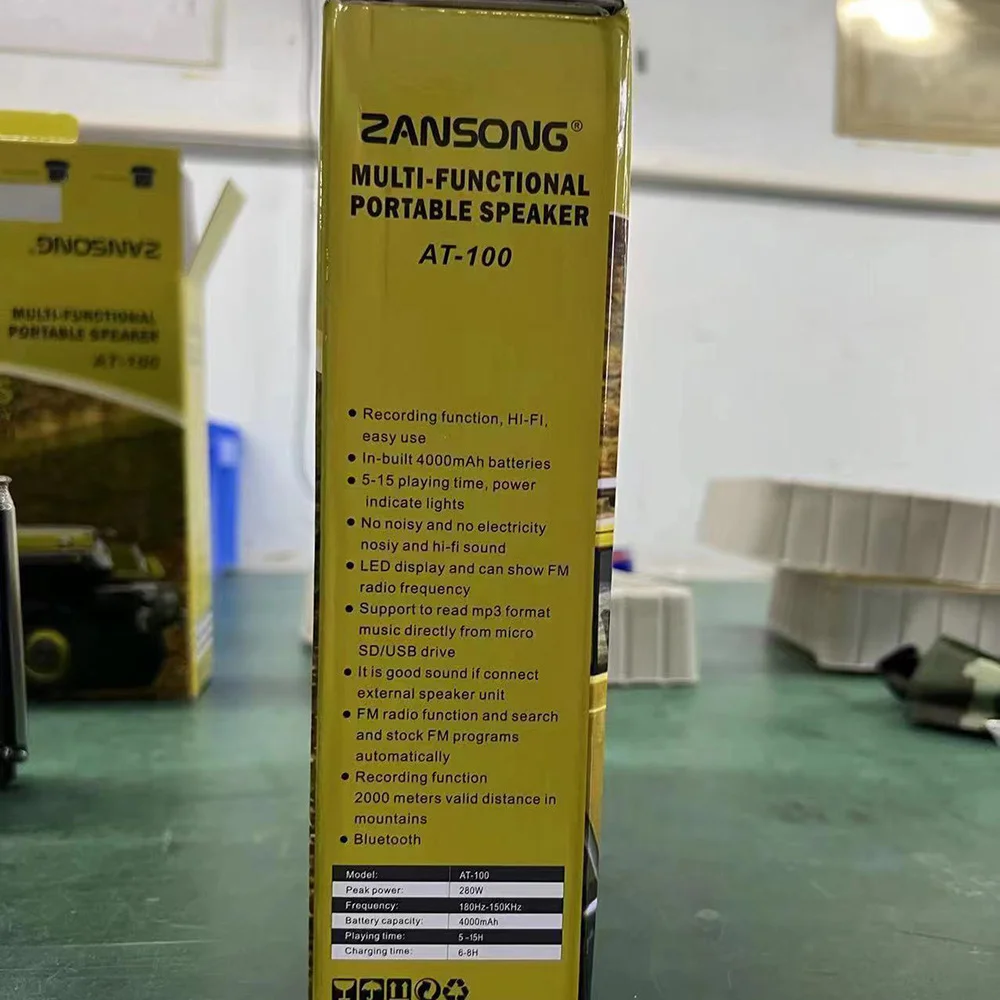 ZANSONG®
MULTI-FUNCTIONAL
PORTABLE SPEAKER
AT-100
● Recording function, HI-FI,
easy use
● In-built 4000mAh batteries
● 5-15 playing time, power
indicate lights
● No noisy and no electricity
nosiy and hi-fi sound
● LED display and can show FM
radio frequency
● Support to read mp3 format
music directly from micro
SD/USB drive
● It is good sound if connect
external speaker unit
● FM radio function and search
and stock FM programs
automatically
● Recording function
2000 meters valid distance in
mountains
● Bluetooth
Model: AT-100
Peak power: 280W
Frequency: 180Hz-150KHz
Battery capacity: 4000mAh
Playing time: 5-15H
Charging time: 6-8H
ZANSONG
MULTI-FUNCTIONAL
PORTABLE SPEAKER
AT-100